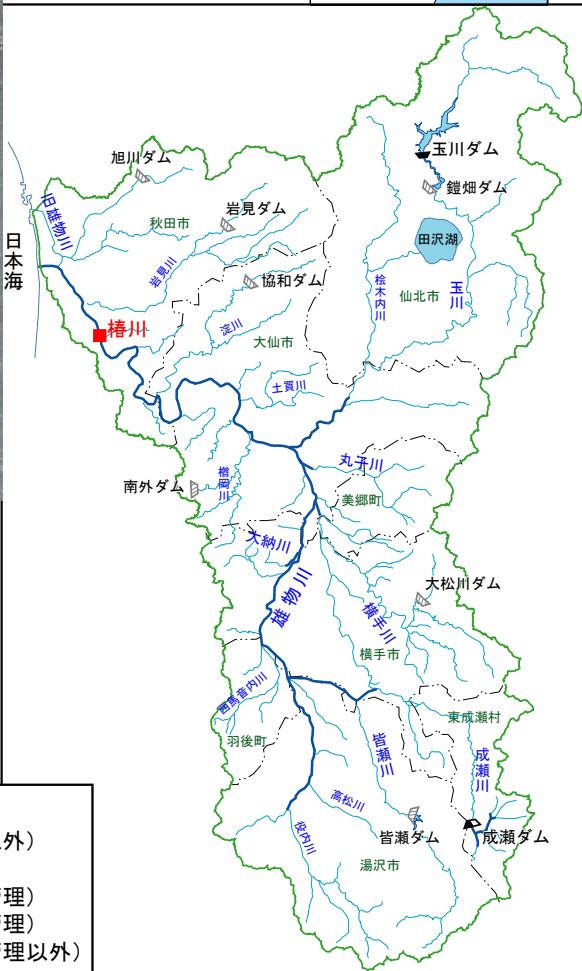 玉川ダム
旭川ダム
鎧畑ダム
旧雄物川
秋田市
岩見ダム
田沢湖
日本海
岩見川
協和ダム
桧木内川
仙北市
玉川
椿川
淀川
大仙市
土買川
丸子川
南外ダム
楢岡川
美郷町
大納川
雄物川
大松川ダム
横手川
横手市
西馬音内川
東成瀬村
羽後町
皆瀬川
成瀬川
高松川
役内川
皆瀬ダム
成瀬ダム
湯沢市
外)
理)
理)
理以外)